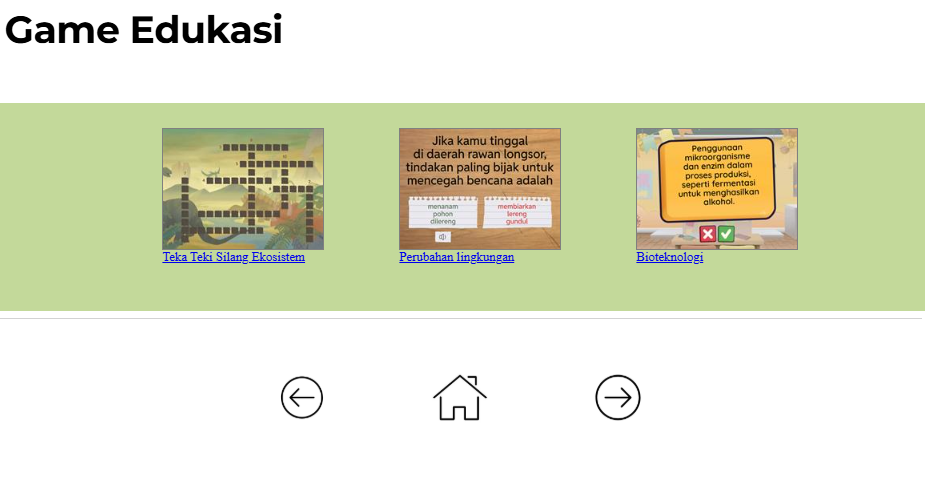 Game Edukasi
Jika kamu tinggal
di daerah rawan longsor,
tindakan paling bijak untuk
mencegah bencana adalah
menanam
pohon
dilereng
membiarkan
lereng
gundul
Penggunaan
mikroorganisme
dan enzim dalam
proses produksi,
seperti fermentasi
untuk menghasilkan
alkohol.
Teka Teki Silang Ekosistem
Perubahan lingkungan
Bioteknologi